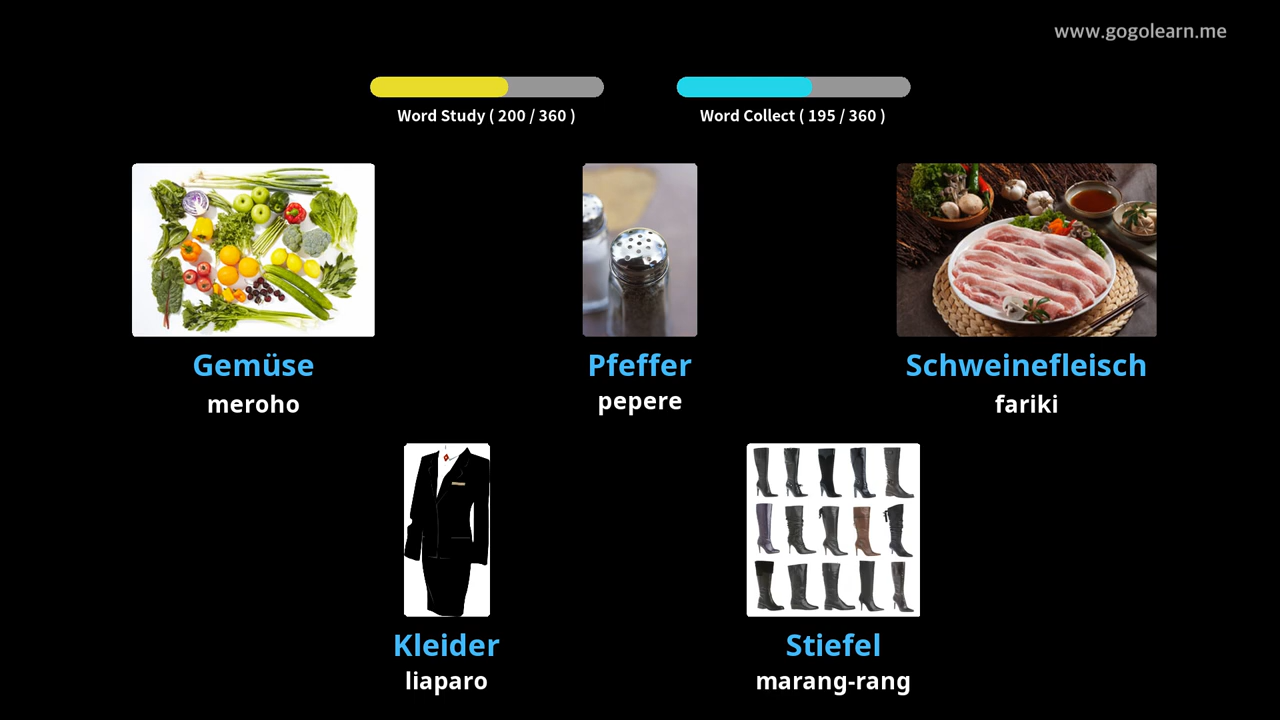 www.gogolearn.me
Word Study ( 200 / 360 )
Word Collect ( 195 / 360 )
Gemüse
meroho
Pfeffer
pepere
Schweinefleisch
fariki
Kleider
liaparo
Stiefel
marang-rang